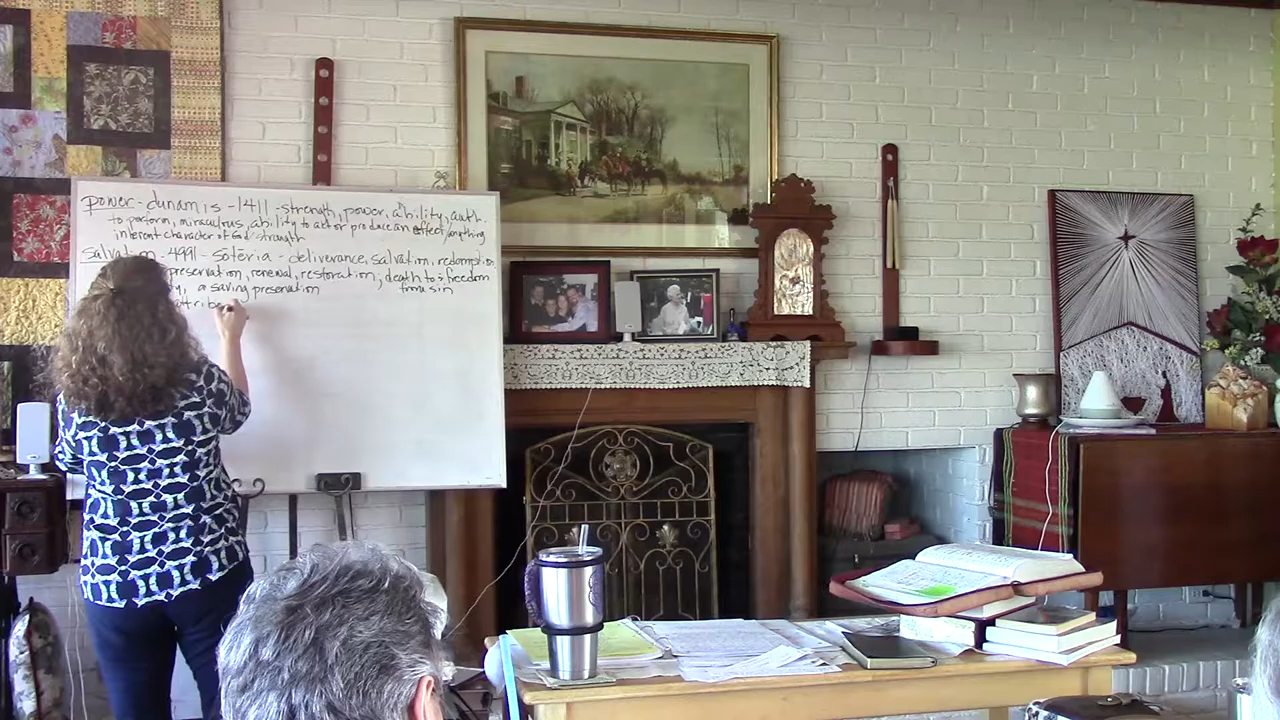 power - dunamis - 1411 - strength, power, ability, auth.
to perform, miraculous, ability to act or produce an effect, anything
inherent character of God strength
Salvation - 4991 - soteria - deliverance, salvation, redemption
preservation, renewal, restoration, death to freedom
a saving preservation from sin